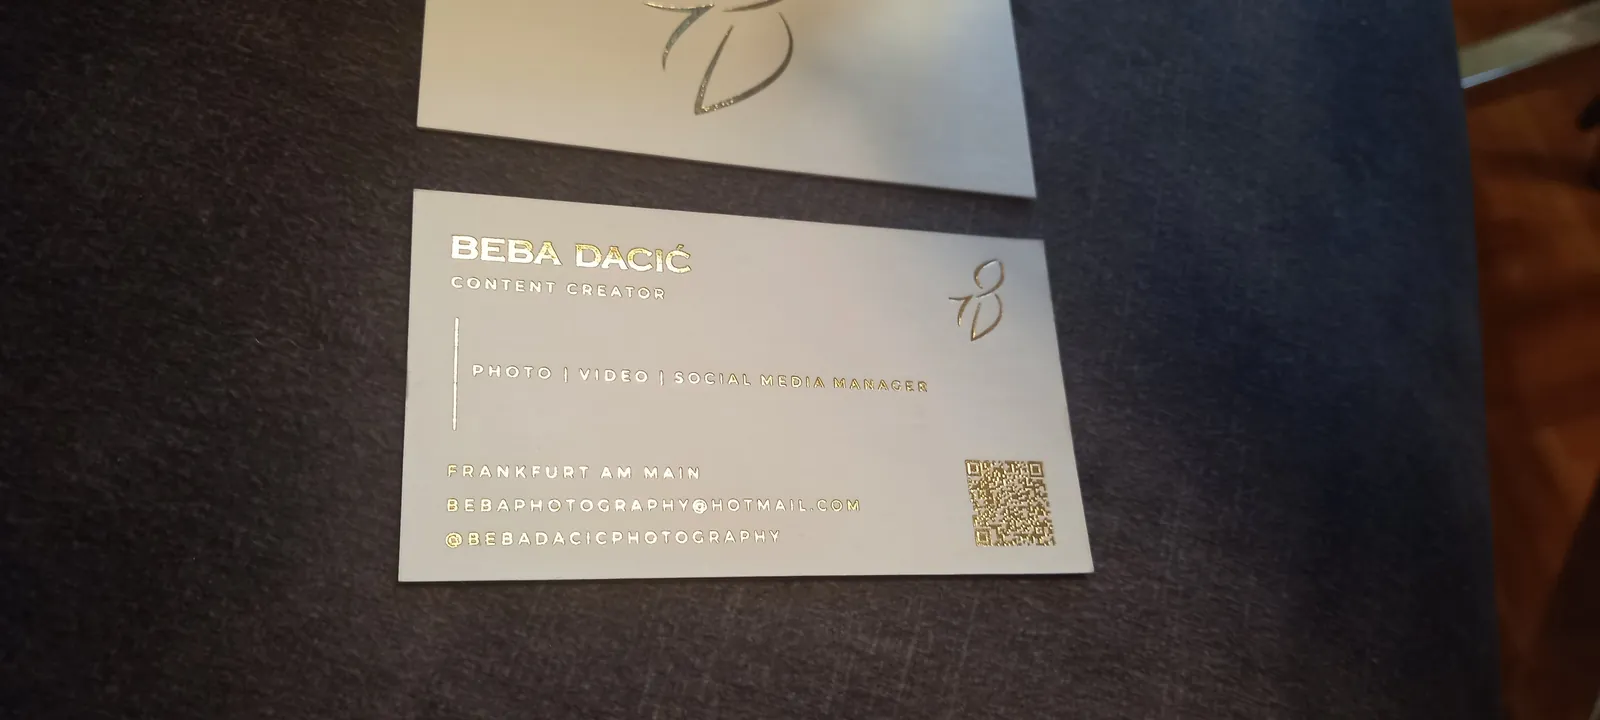 BEBA DACIĆ
CONTENT CREATOR
PHOTO | VIDEO | SOCIAL MEDIA MANAGER
FRANKFURT AM MAIN
BEBAPHOTOGRAPHY@HOTMAIL.COM
@BEBADACICPHOTOGRAPHY